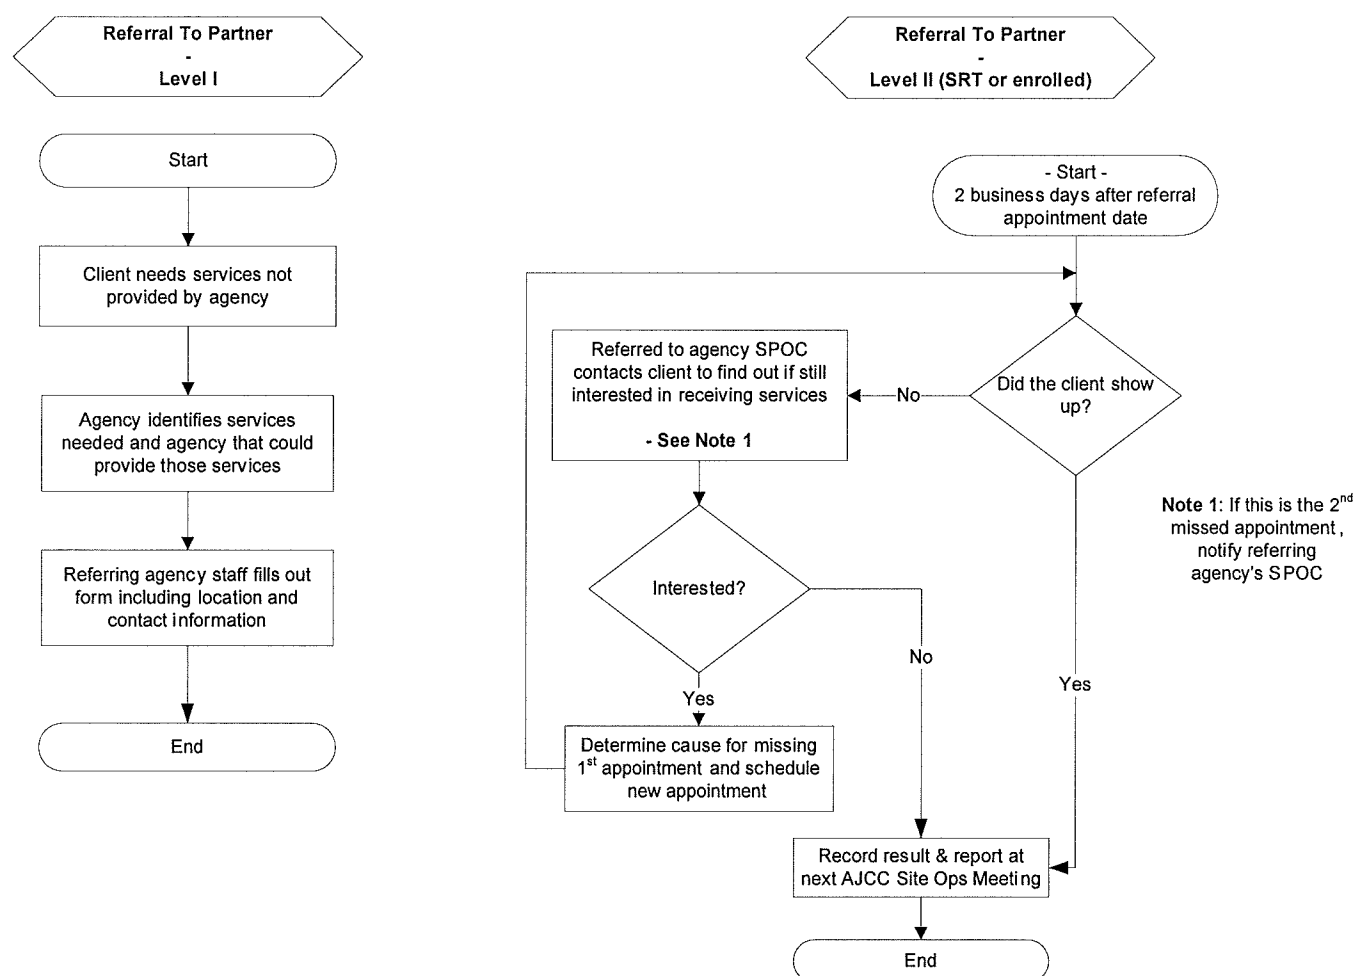 Referral To Partner
-
Level I
Start
Client needs services not
provided by agency
Agency identifies services
needed and agency that could
provide those services
Referring agency staff fills out
form including location and
contact information
End
Referral To Partner
-
Level II (SRT or enrolled)
- Start -
2 business days after referral
appointment date
Did the client show
up?
No
Referred to agency SPOC
contacts client to find out if still
interested in receiving services
- See Note 1
Note 1: If this is the 2nd
missed appointment,
notify referring
agency's SPOC
Interested?
No
Yes
Yes
Determine cause for missing
1st appointment and schedule
new appointment
Record result & report at
next AJCC Site Ops Meeting
End